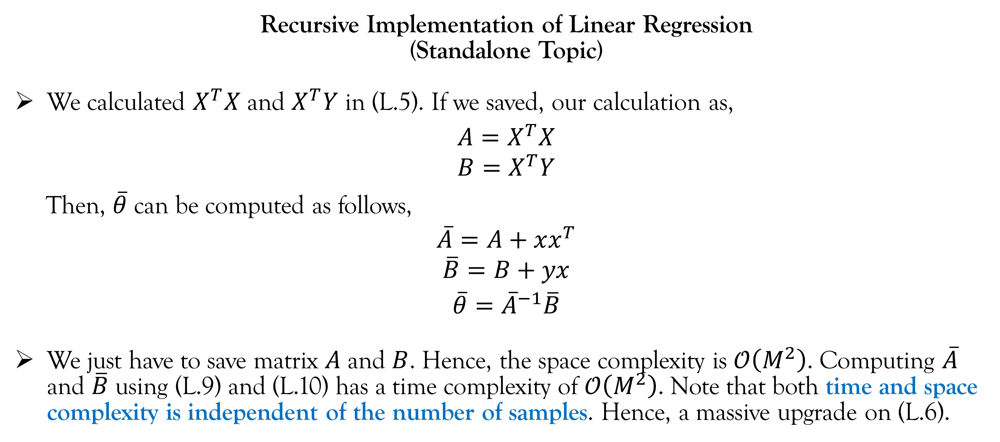 Recursive Implementation of Linear Regression
(Standalone Topic)
➢ We calculated $X^T X$ and $X^T Y$ in (L.5). If we saved, our calculation as,
$A = X^T X$
$B = X^T Y$
Then, $\bar{\theta}$ can be computed as follows,
$\bar{A} = A + xx^T$
$\bar{B} = B + yx$
$\bar{\theta} = \bar{A}^{-1}\bar{B}$
➢ We just have to save matrix $A$ and $B$. Hence, the space complexity is $\mathcal{O}(M^2)$. Computing $\bar{A}$
and $\bar{B}$ using (L.9) and (L.10) has a time complexity of $\mathcal{O}(M^2)$. Note that both time and space
complexity is independent of the number of samples. Hence, a massive upgrade on (L.6).